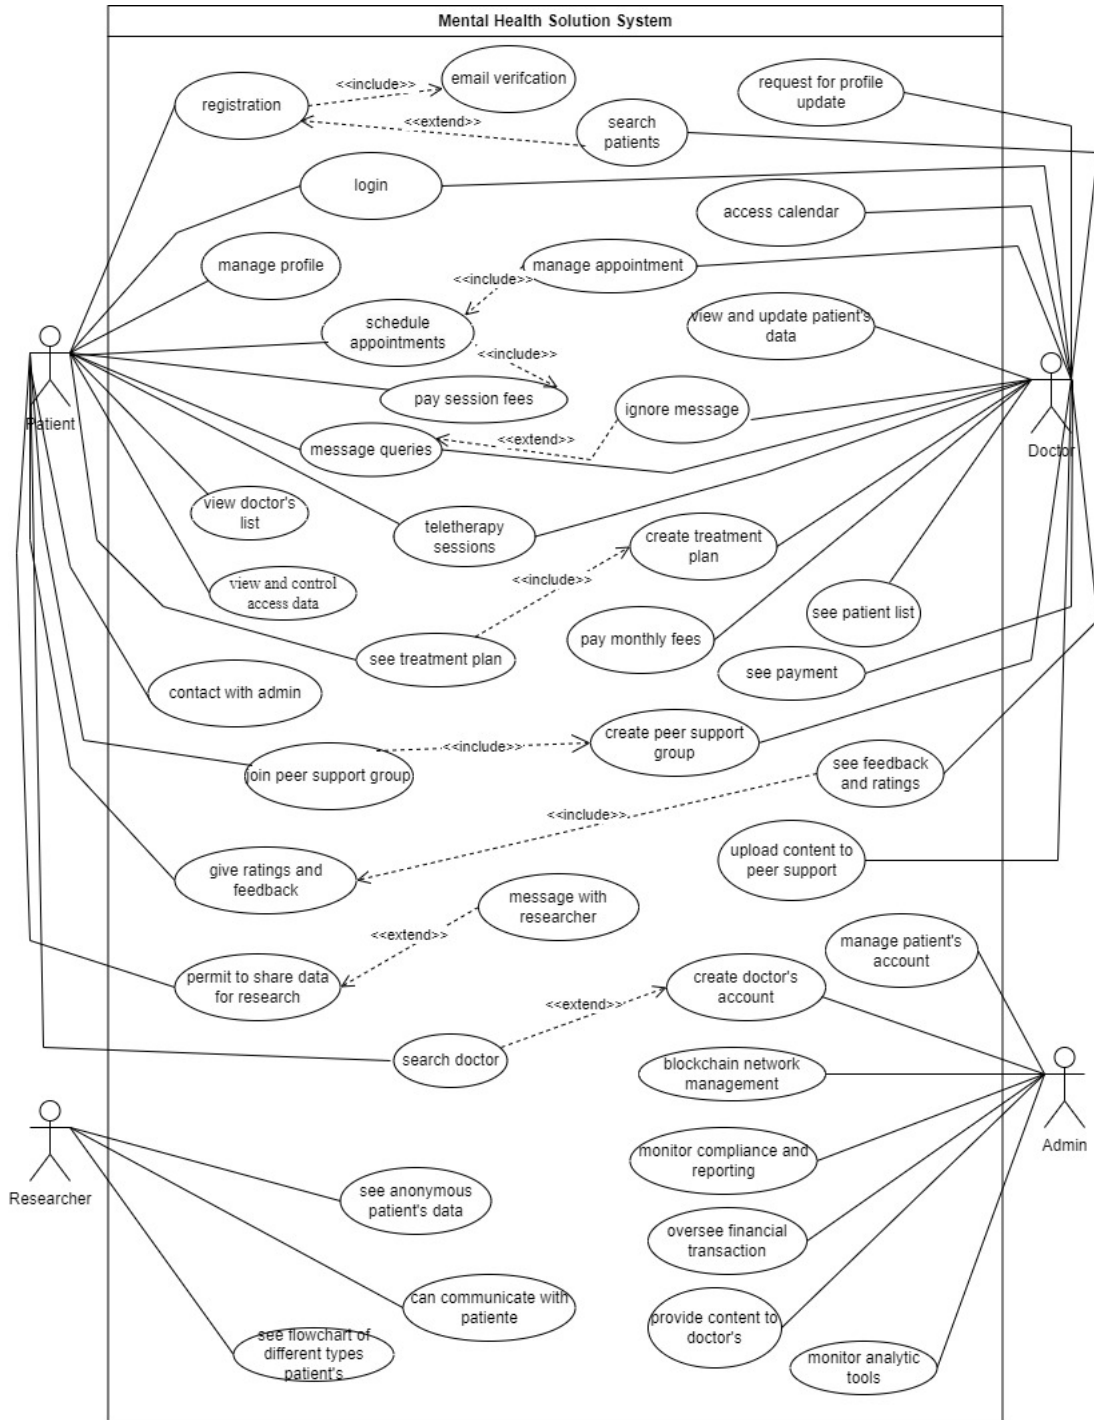 Mental Health Solution System
email verifcation
<<include>>
registration
<<extend>>
search
patients
request for profile
update
login
access calendar
manage profile
manage appointment
<<include>>
schedule
appointments
view and update patient's
data
<<include>>
pay session fees
ignore message
<<extend>>
message queries
Patient
Doctor
view doctor's
list
teletherapy
sessions
create treatment
plan
<<include>>
view and control
access data
see patient list
pay monthly fees
see treatment plan
see payment
contact with admin
create peer support
group
<<include>>
join peer support group
see feedback
and ratings
<<include>>
give ratings and
feedback
upload content to
peer support
message with
researcher
<<extend>>
manage patient's
account
permit to share data
for research
create doctor's
account
<<extend>>
search doctor
blockchain network
management
Admin
monitor compliance and
reporting
Researcher
see anonymous
patient's data
oversee financial
transaction
can communicate with
patiente
provide content to
doctor's
see flowchart of
different types
patient's
monitor analytic
tools